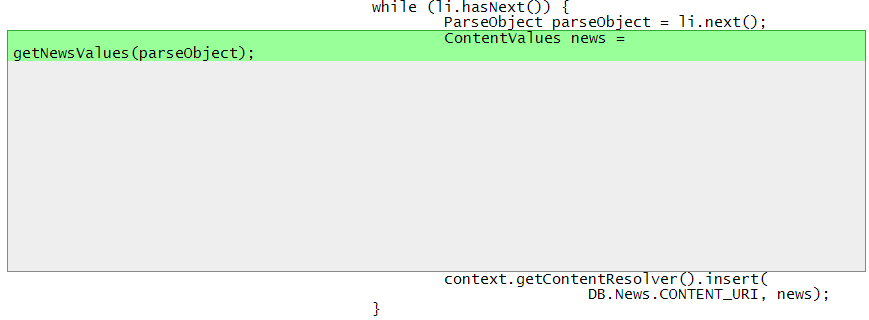 while (li.hasNext()) {
ParseObject parseObject = li.next();
ContentValues news =
getNewsValues(parseObject);
context.getContentResolver().insert(
DB.News.CONTENT_URI, news);
}